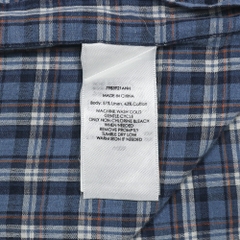 MADE IN CHINA
Body: 57% Linen, 43% Cotton
MACHINE WASH COLD
GENTLE CYCLE
ONLY NON-CHLORINE BLEACH
WHEN NEEDED
REMOVE PROMPTLY
TUMBLE DRY LOW
WARM IRON IF NEEDED